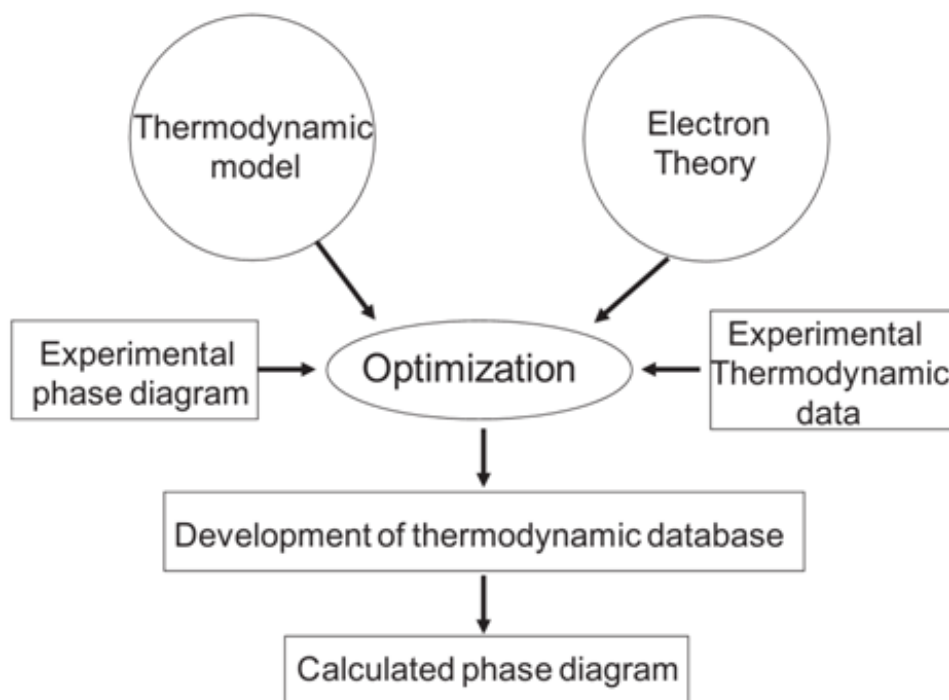 Thermodynamic
model
Electron
Theory
Experimental
phase diagram
Optimization
Experimental
Thermodynamic
data
Development of thermodynamic database
Calculated phase diagram